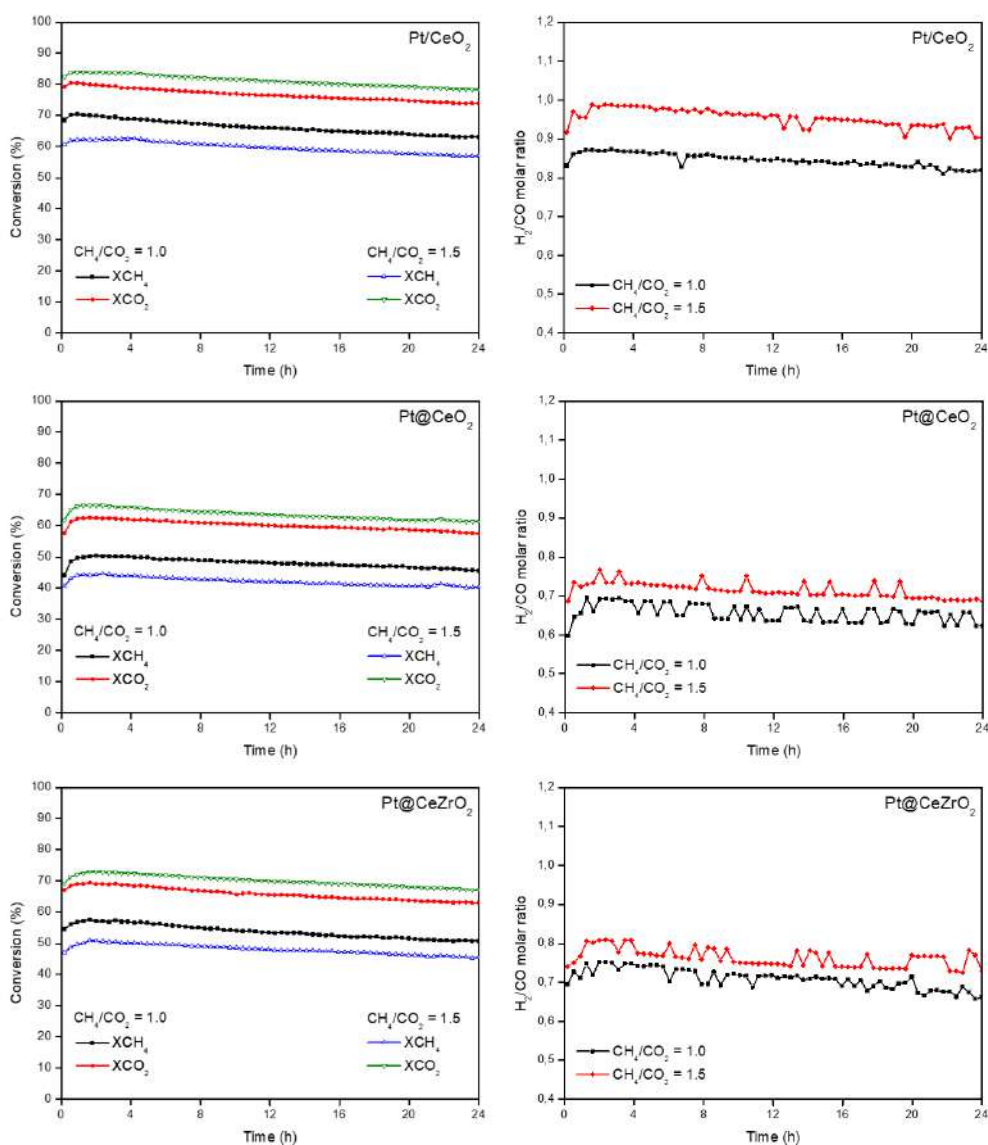 Pt/CeO₂
Conversion (%)
100
90
80
70
60
50
40
30
20
10
0
CH₄/CO₂ = 1.0
CH₄/CO₂ = 1.5
XCH₄
XCH₄
XCO₂
XCO₂
0 4 8 12 16 20 24
Time (h)
Pt/CeO₂
H₂/CO molar ratio
1,2
1,1
1,0
0,9
0,8
0,7
0,6
0,5
0,4
CH₄/CO₂ = 1.0
CH₄/CO₂ = 1.5
0 4 8 12 16 20 24
Time (h)
Pt@CeO₂
Conversion (%)
100
90
80
70
60
50
40
30
20
10
0
CH₄/CO₂ = 1.0
CH₄/CO₂ = 1.5
XCH₄
XCH₄
XCO₂
XCO₂
0 4 8 12 16 20 24
Time (h)
Pt@CeO₂
H₂/CO molar ratio
1,2
1,1
1,0
0,9
0,8
0,7
0,6
0,5
0,4
CH₄/CO₂ = 1.0
CH₄/CO₂ = 1.5
0 4 8 12 16 20 24
Time (h)
Pt@CeZrO₂
Conversion (%)
100
90
80
70
60
50
40
30
20
10
0
CH₄/CO₂ = 1.0
CH₄/CO₂ = 1.5
XCH₄
XCH₄
XCO₂
XCO₂
0 4 8 12 16 20 24
Time (h)
Pt@CeZrO₂
H₂/CO molar ratio
1,2
1,1
1,0
0,9
0,8
0,7
0,6
0,5
0,4
CH₄/CO₂ = 1.0
CH₄/CO₂ = 1.5
0 4 8 12 16 20 24
Time (h)